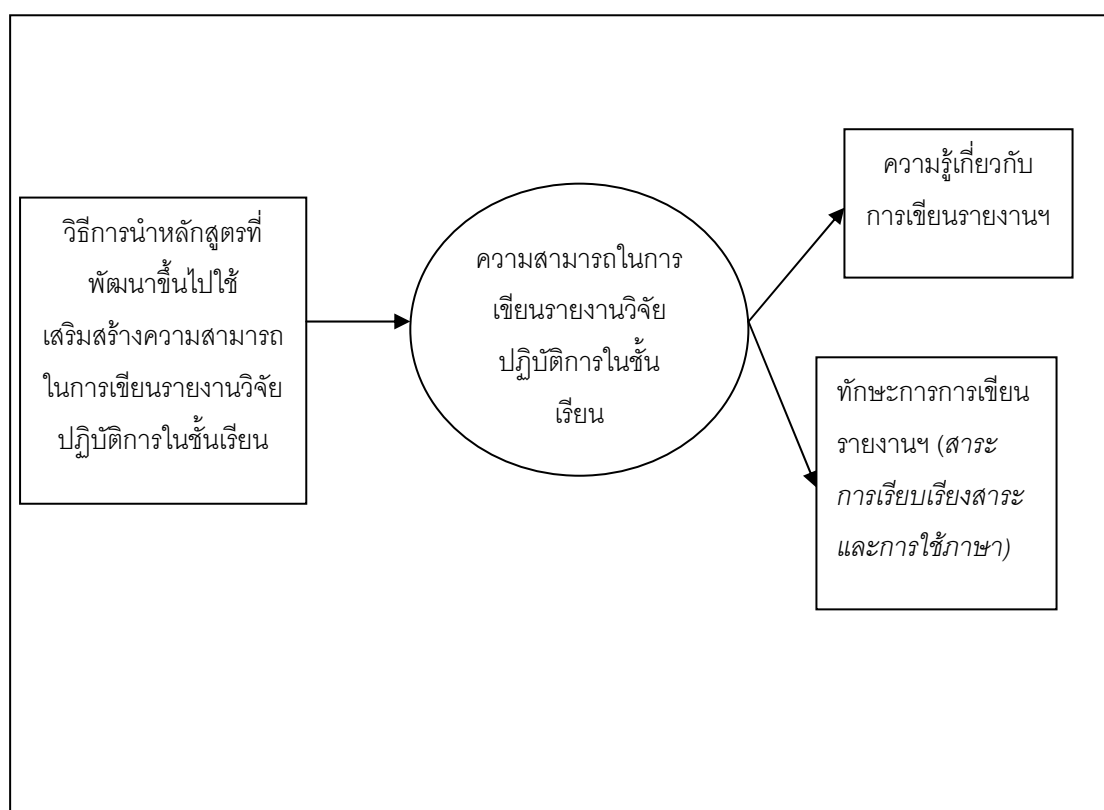 วิธีการนำหลักสูตรที่
พัฒนาขึ้นไปใช้
เสริมสร้างความสามารถ
ในการเขียนรายงานวิจัย
ปฏิบัติการในชั้นเรียน
ความสามารถในการ
เขียนรายงานวิจัย
ปฏิบัติการในชั้น
เรียน
ความรู้เกี่ยวกับ
การเขียนรายงานฯ
ทักษะการการเขียน
รายงานฯ (สาระ
การเรียบเรียงสาระ
และการใช้ภาษา)